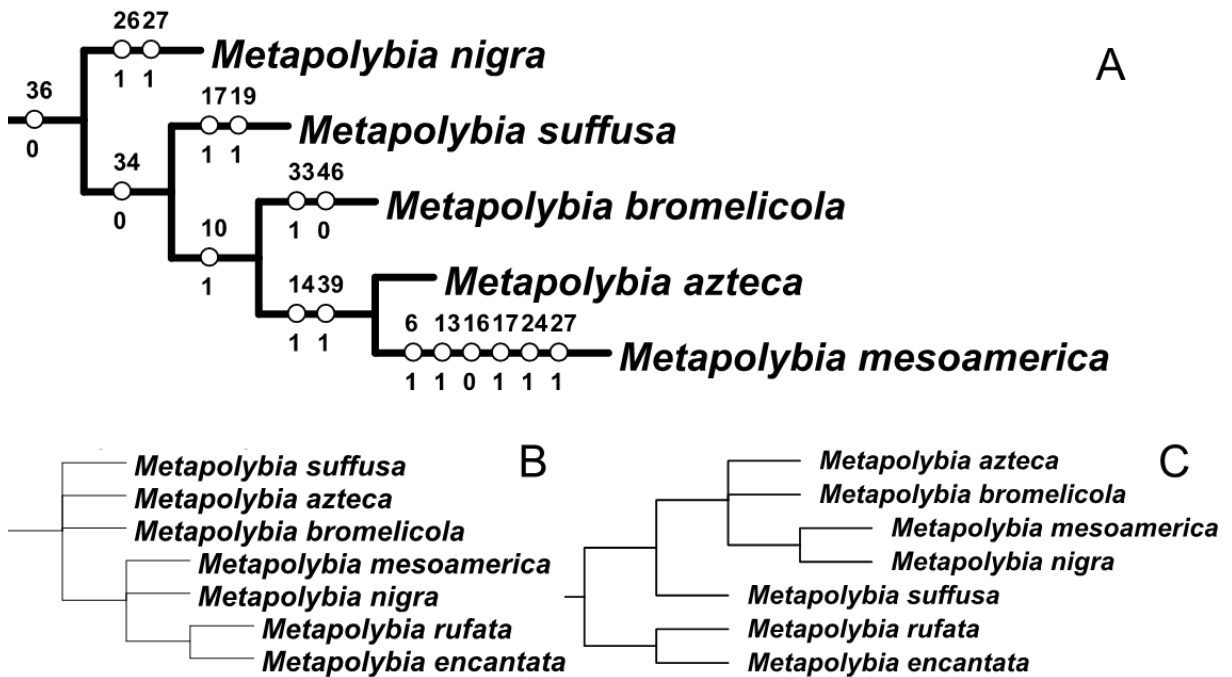 26 27
Metapolybia nigra
A
1 1
36
17 19
Metapolybia suffusa
0
34
1 1
33 46
Metapolybia bromelicola
0
10
1 0
14 39
Metapolybia azteca
1
6 13 16 17 24 27
1 1
Metapolybia mesoamerica
1 1 0 1 1 1
B
Metapolybia suffusa
Metapolybia azteca
Metapolybia bromelicola
Metapolybia mesoamerica
Metapolybia nigra
Metapolybia rufata
Metapolybia encantata
C
Metapolybia azteca
Metapolybia bromelicola
Metapolybia mesoamerica
Metapolybia nigra
Metapolybia suffusa
Metapolybia rufata
Metapolybia encantata